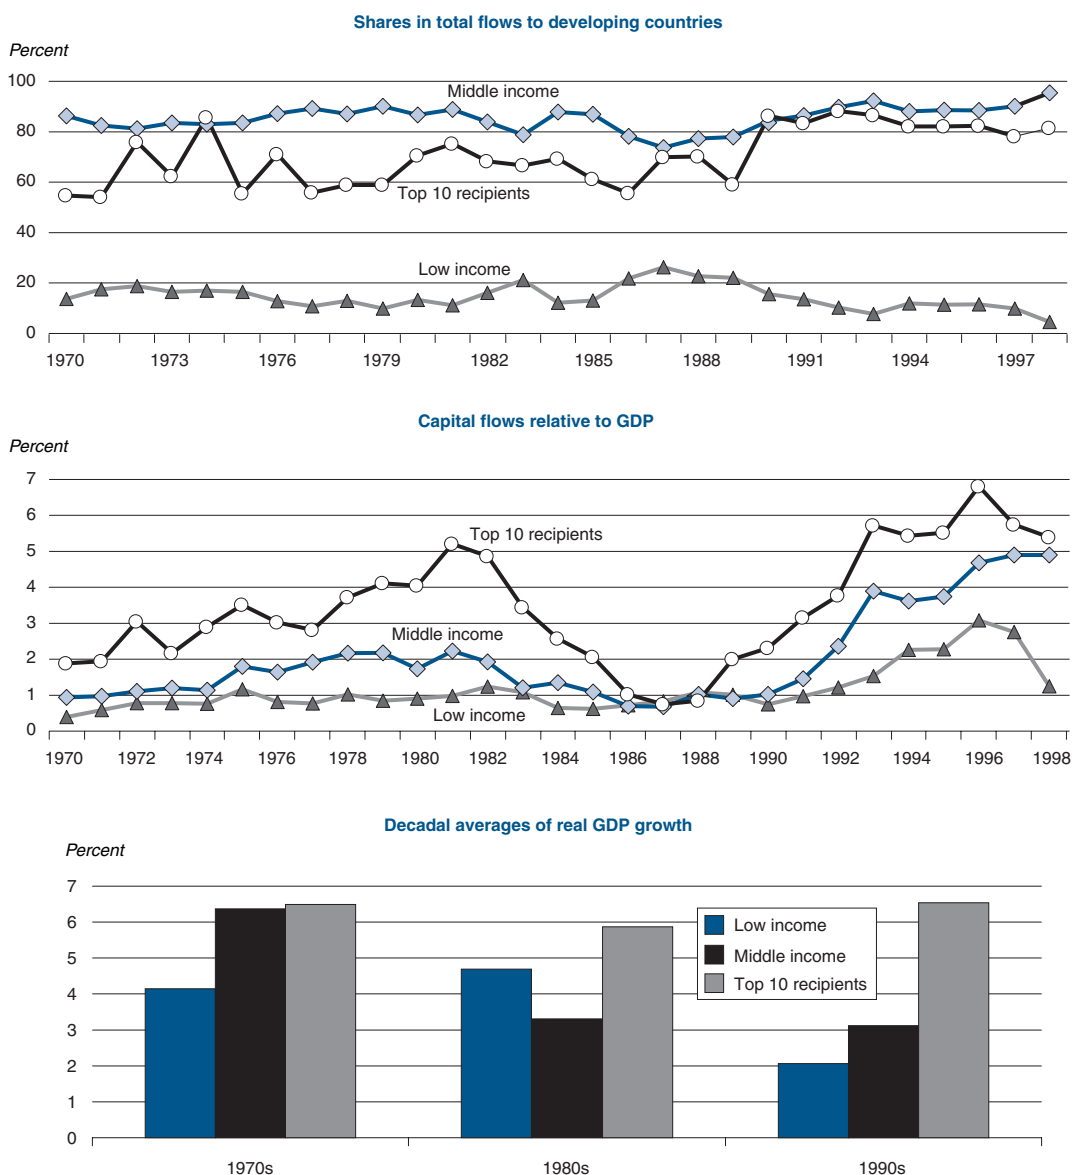 Shares in total flows to developing countries
Percent
100
Middle income
80
60
Top 10 recipients
40
Low income
20
0
1970 1973 1976 1979 1982 1985 1988 1991 1994 1997
Capital flows relative to GDP
Percent
7
6
Top 10 recipients
5
4
3
Middle income
2
1
Low income
0
1970 1972 1974 1976 1978 1980 1982 1984 1986 1988 1990 1992 1994 1996 1998
Decadal averages of real GDP growth
Percent
7
6
Low income
Middle income
5
Top 10 recipients
4
3
2
1
0
1970s 1980s 1990s